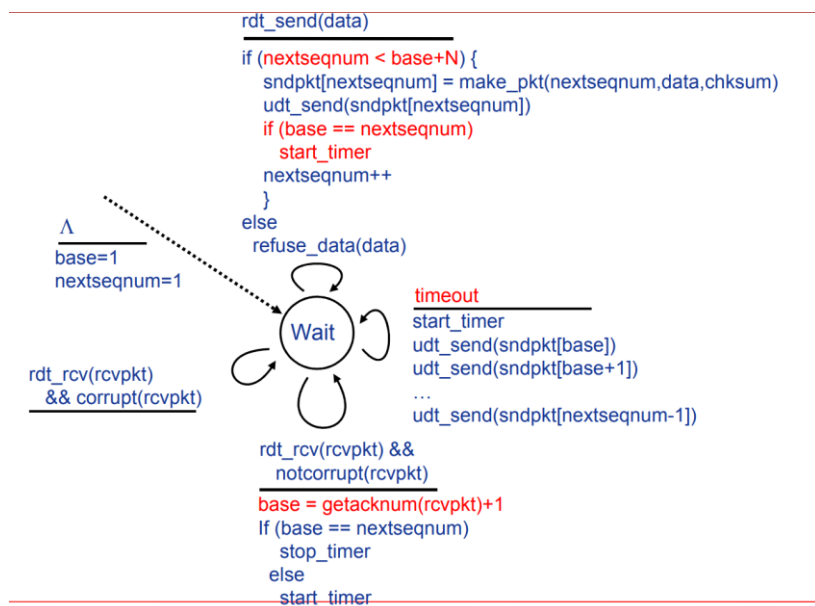 rdt_send(data)
if (nextseqnum < base+N) {
sndpkt[nextseqnum] = make_pkt(nextseqnum,data,chksum)
udt_send(sndpkt[nextseqnum])
if (base == nextseqnum)
start_timer
nextseqnum++
}
else
refuse_data(data)
Λ
base=1
nextseqnum=1
Wait
timeout
start_timer
udt_send(sndpkt[base])
udt_send(sndpkt[base+1])
…
udt_send(sndpkt[nextseqnum-1])
rdt_rcv(rcvpkt)
&& corrupt(rcvpkt)
rdt_rcv(rcvpkt) &&
notcorrupt(rcvpkt)
base = getacknum(rcvpkt)+1
If (base == nextseqnum)
stop_timer
else
start_timer